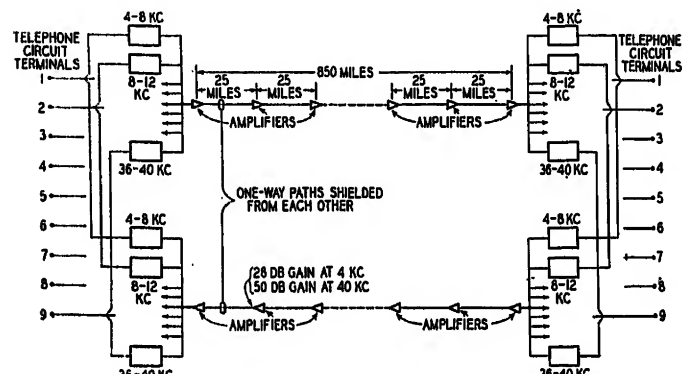 4-8 KC
TELEPHONE
CIRCUIT
TERMINALS
1
2
3
4
5
6
7
8
9
8-12
KC
36-40 KC
850 MILES
25
MILES
25
MILES
25
MILES
25
MILES
AMPLIFIERS
AMPLIFIERS
4-8 KC
TELEPHONE
CIRCUIT
TERMINALS
1
2
3
4
5
6
7
8
9
8-12
KC
36-40 KC
ONE-WAY PATHS SHIELDED
FROM EACH OTHER
4-8 KC
8-12
KC
36-40 KC
28 DB GAIN AT 4 KC
50 DB GAIN AT 40 KC
AMPLIFIERS
AMPLIFIERS
4-8 KC
8-12
KC
36-40 KC